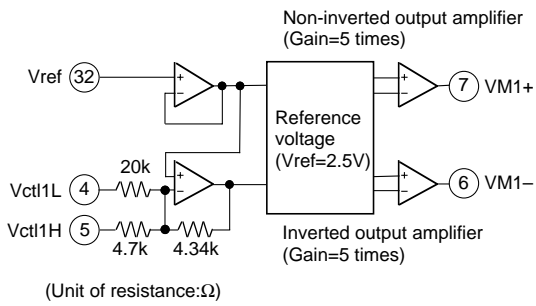 Non-inverted output amplifier
(Gain=5 times)
Vref 32
+
−
+
−
7 VM1+
Reference
voltage
(Vref=2.5V)
20k
Vctl1L 4
+
−
+
−
6 VM1–
Vctl1H 5
4.7k 4.34k
Inverted output amplifier
(Gain=5 times)
(Unit of resistance:Ω)